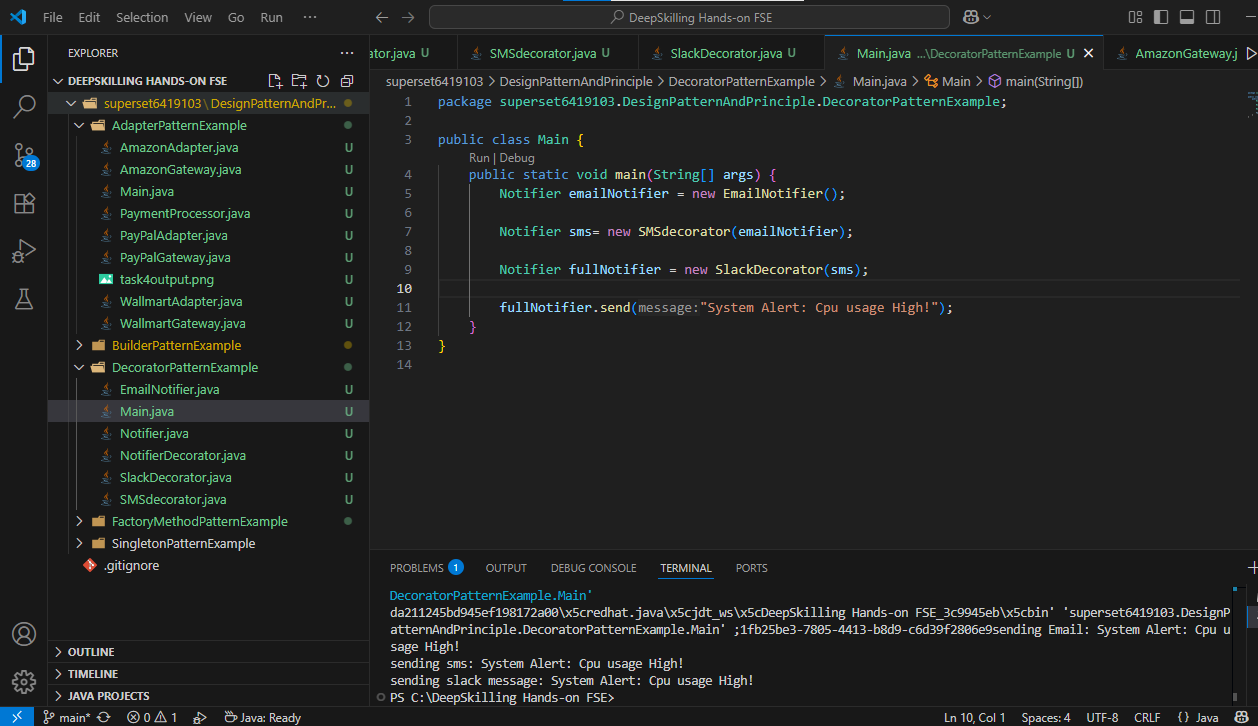 File Edit Selection View Go Run ··· DeepSkilling Hands-on FSE
EXPLORER ···
DEEPSKILLING HANDS-ON FSE
superset6419103 \ DesignPatternAndPr...
AdapterPatternExample
AmazonAdapter.java U
AmazonGateway.java U
Main.java U
PaymentProcessor.java U
PayPalAdapter.java U
PayPalGateway.java U
task4output.png U
WallmartAdapter.java U
WallmartGateway.java U
BuilderPatternExample
DecoratorPatternExample
EmailNotifier.java U
Main.java U
Notifier.java U
NotifierDecorator.java U
SlackDecorator.java U
SMSdecorator.java U
FactoryMethodPatternExample
SingletonPatternExample
.gitignore
OUTLINE
TIMELINE
JAVA PROJECTS
28
ator.java U SMSdecorator.java U SlackDecorator.java U Main.java ...\DecoratorPatternExample U AmazonGateway.j
superset6419103 > DesignPatternAndPrinciple > DecoratorPatternExample > Main.java > Main > main(String[])
1 package superset6419103.DesignPatternAndPrinciple.DecoratorPatternExample;
2
3 public class Main {
Run | Debug
4 public static void main(String[] args) {
5 Notifier emailNotifier = new EmailNotifier();
6
7 Notifier sms= new SMSdecorator(emailNotifier);
8
9 Notifier fullNotifier = new SlackDecorator(sms);
10
11 fullNotifier.send(message:"System Alert: Cpu usage High!");
12 }
13 }
14
PROBLEMS 1 OUTPUT DEBUG CONSOLE TERMINAL PORTS
DecoratorPatternExample.Main'
da211245bd945ef198172a00\x5credhat.java\x5cjdt_ws\x5cDeepSkilling Hands-on FSE_3c9945eb\x5cbin' 'superset6419103.DesignP
atternAndPrinciple.DecoratorPatternExample.Main' ;1fb25be3-7805-4413-b8d9-c6d39f2806e9sending Email: System Alert: Cpu u
sage High!
sending sms: System Alert: Cpu usage High!
sending slack message: System Alert: Cpu usage High!
PS C:\DeepSkilling Hands-on FSE>
main* 0 1 Java: Ready Ln 10, Col 1 Spaces: 4 UTF-8 CRLF {} Java